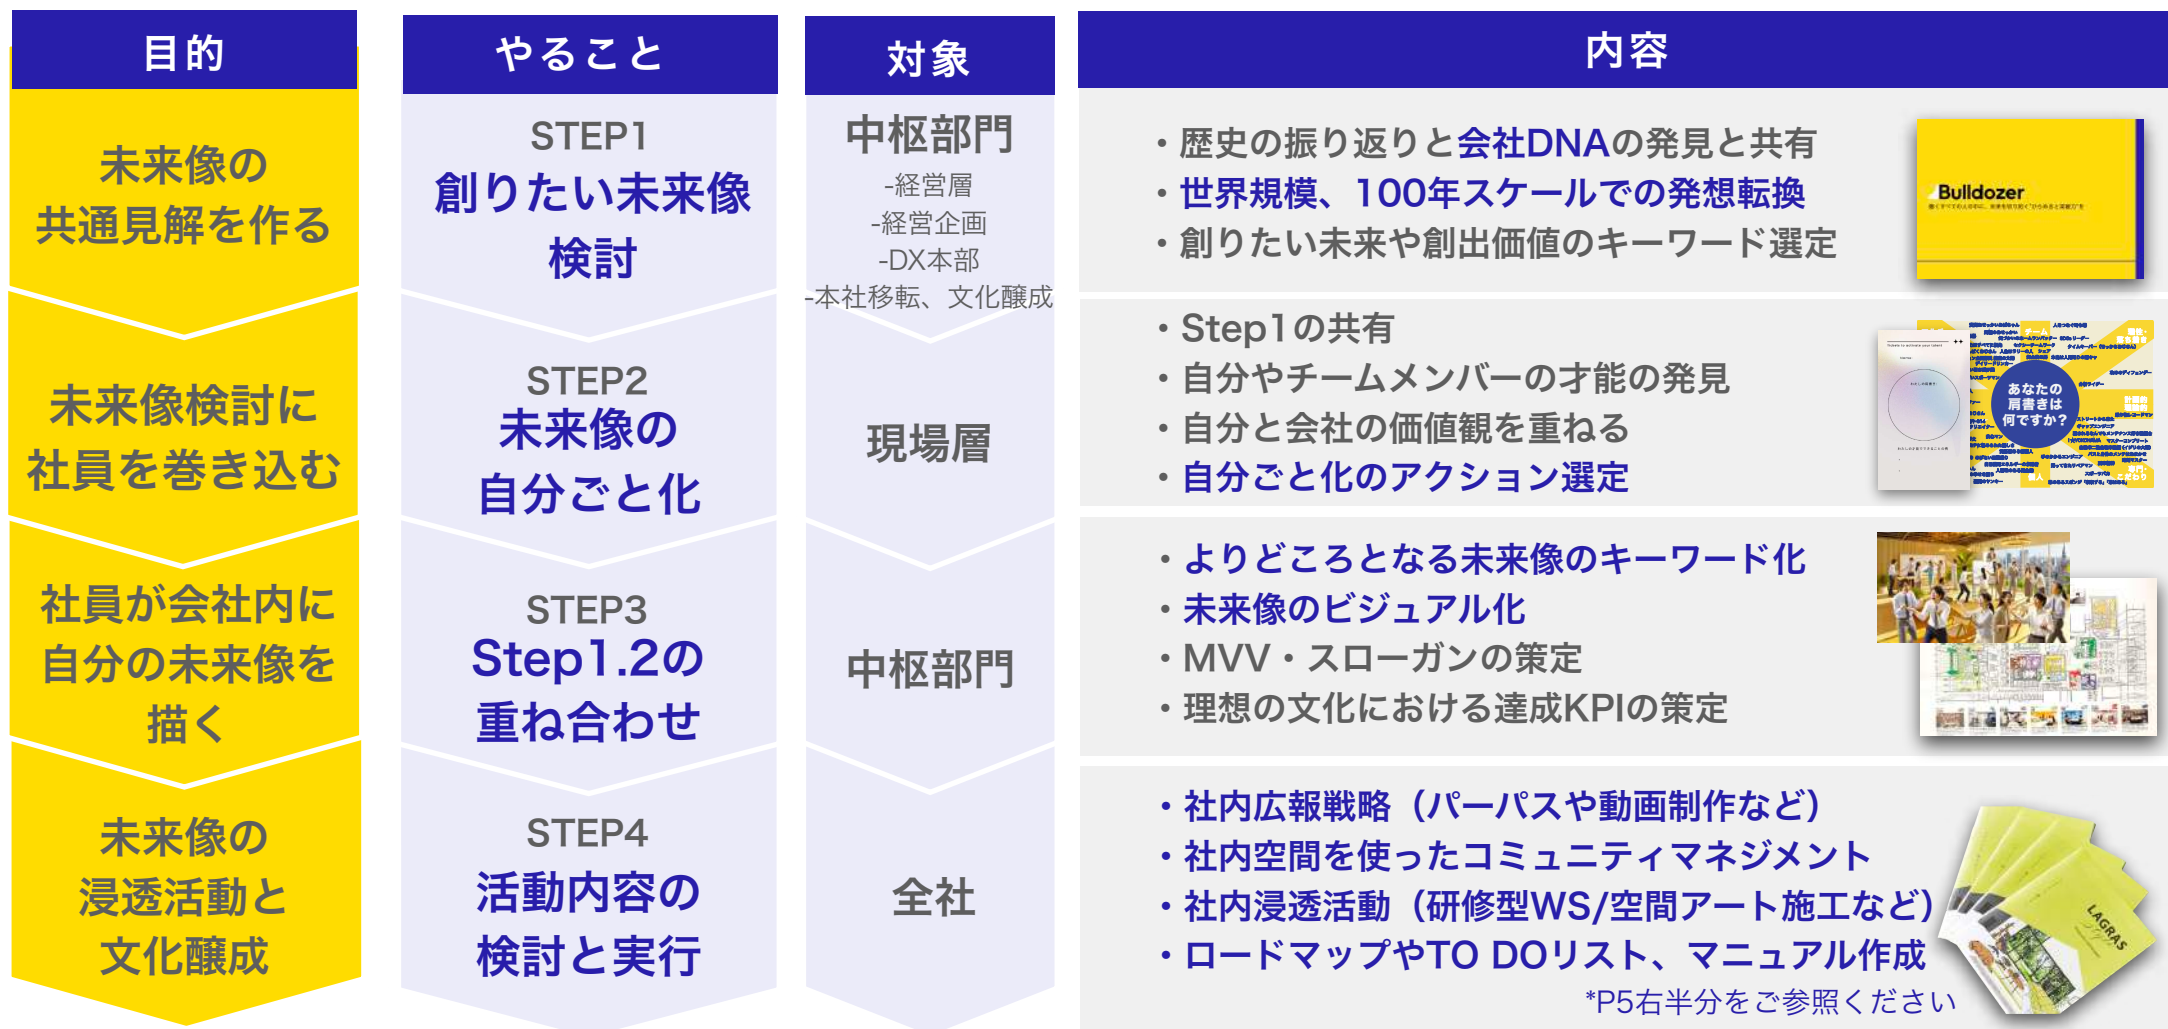 目的
やること
対象
内容
未来像の
共通見解を作る
STEP1
創りたい未来像
検討
中枢部門
-経営層
-経営企画
-DX本部
-本社移転、文化醸成
・歴史の振り返りと会社DNAの発見と共有
・世界規模、100年スケールでの発想転換
・創りたい未来や創出価値のキーワード選定
Bulldozer
未来像検討に
社員を巻き込む
STEP2
未来像の
自分ごと化
現場層
・Step1の共有
・自分やチームメンバーの才能の発見
・自分と会社の価値観を重ねる
・自分ごと化のアクション選定
チーム
あなたの
肩書きは
何ですか？
個人
社員が会社内に
自分の未来像を
描く
STEP3
Step1.2の
重ね合わせ
中枢部門
・よりどころとなる未来像のキーワード化
・未来像のビジュアル化
・MVV・スローガンの策定
・理想の文化における達成KPIの策定
未来像の
浸透活動と
文化醸成
STEP4
活動内容の
検討と実行
全社
・社内広報戦略（パーパスや動画制作など）
・社内空間を使ったコミュニティマネジメント
・社内浸透活動（研修型WS/空間アート施工など）
・ロードマップやTO DOリスト、マニュアル作成
*P5右半分をご参照ください
LAGRAS